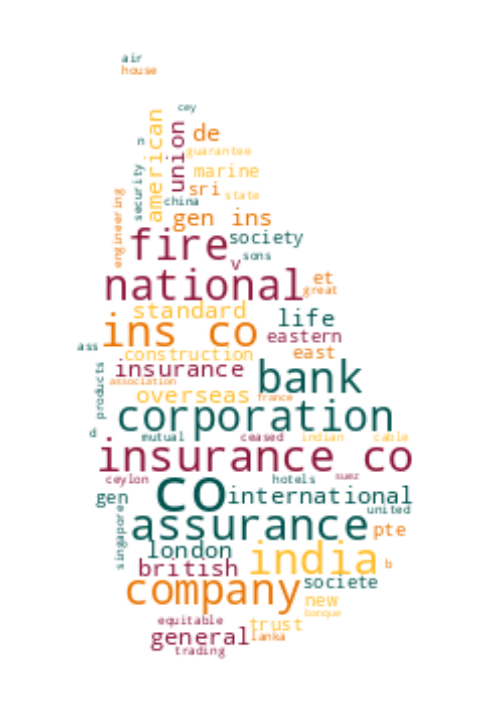 air
house
cey
n
american
union
de
guarantee
security
marine
sri
state
china
engineering
gen ins
fire
society
v
sons
national
et
great
standard
life
ins co
eastern
ass
construction
east
insurance
bank
products
association
overseas
france
corporation
d
mutual
ceased
indian
cable
insurance co
ceylon
hotels
suez
co
gen
international
singapore
united
assurance
pte
london
india
british
b
company
societe
new
banque
equitable
trust
general
lanka
trading